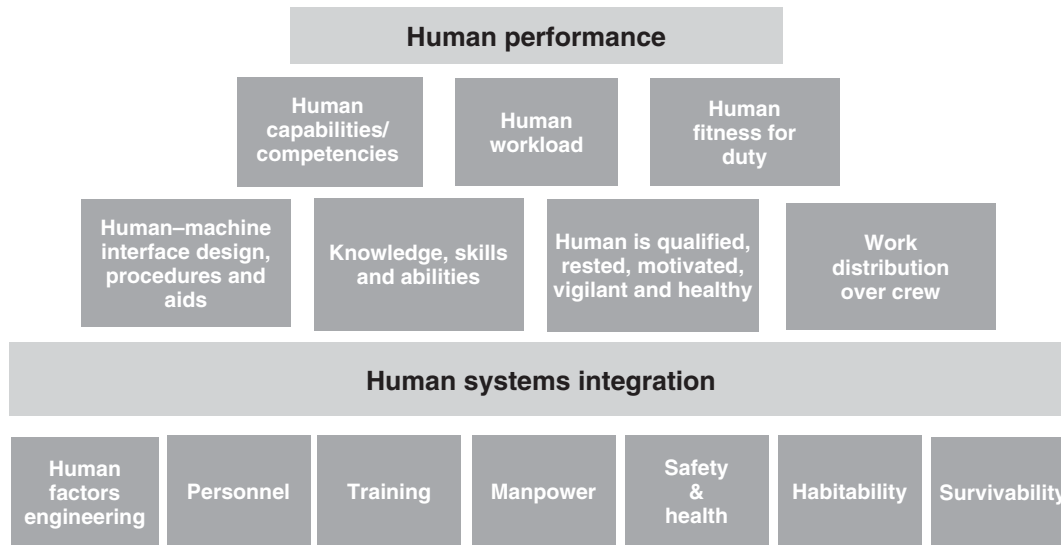 Human performance
Human
capabilities/
competencies
Human
workload
Human
fitness for
duty
Human–machine
interface design,
procedures and
aids
Knowledge, skills
and abilities
Human is qualified,
rested, motivated,
vigilant and healthy
Work
distribution
over crew
Human systems integration
Human
factors
engineering
Personnel
Training
Manpower
Safety
&
health
Habitability
Survivability